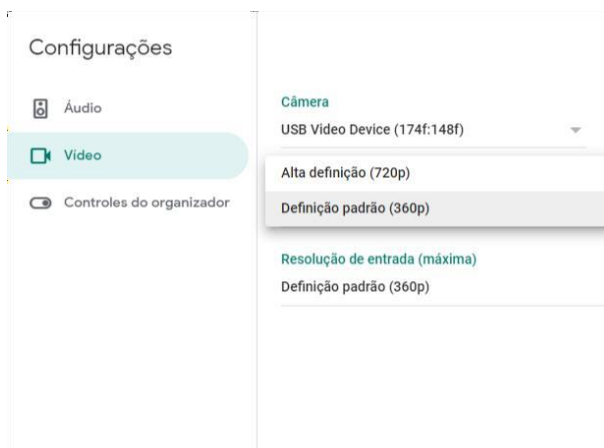 Configurações
Áudio
Vídeo
Controles do organizador
Câmera
USB Video Device (174f:148f)
Alta definição (720p)
Definição padrão (360p)
Resolução de entrada (máxima)
Definição padrão (360p)